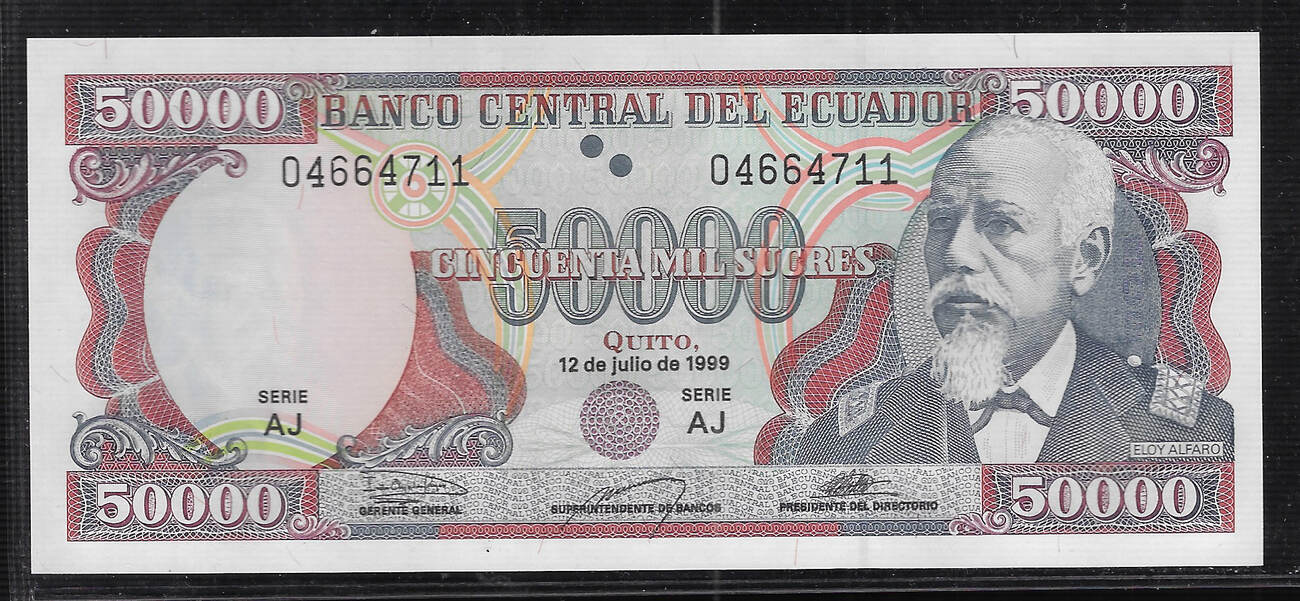 50000 BANCO CENTRAL DEL ECUADOR 50000
04664711 04664711
50000
CINCUENTA MIL SUCRES
QUITO,
12 de julio de 1999
SERIE SERIE
AJ AJ
ELOY ALFARO
GERENTE GENERAL SUPERINTENDENTE DE BANCOS PRESIDENTE DEL DIRECTORIO
50000 50000